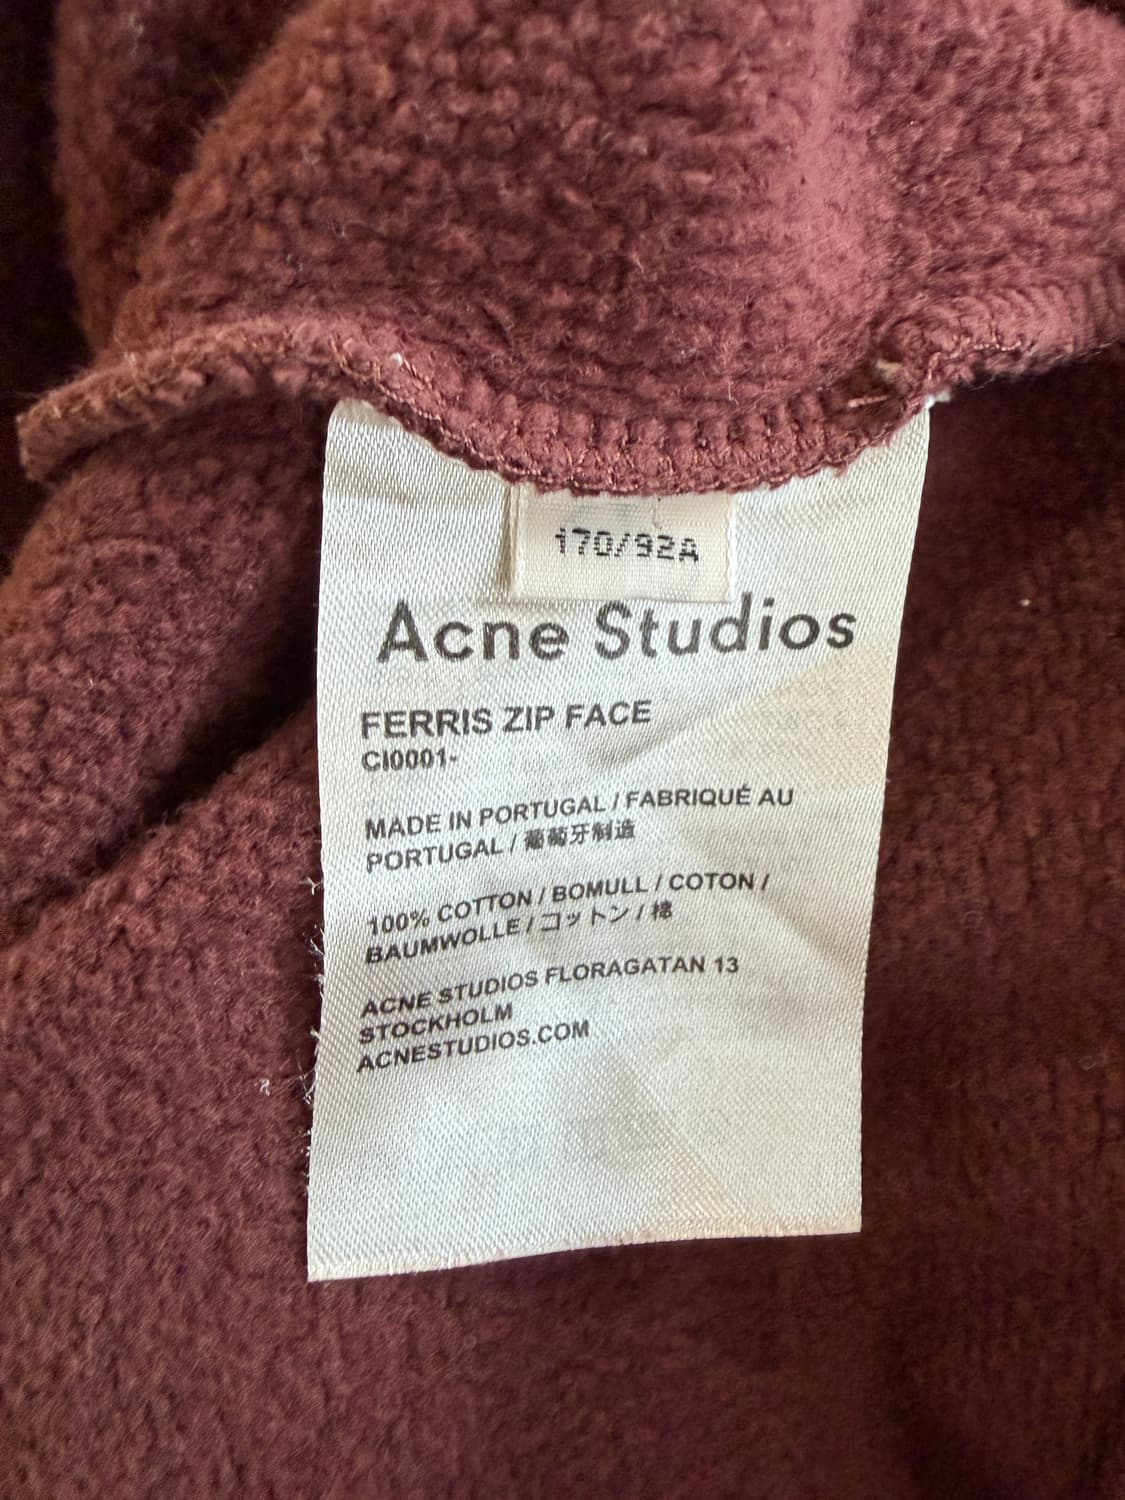 170/92A
Acne Studios
FERRIS ZIP FACE
CI0001-
MADE IN PORTUGAL / FABRIQUÉ AU
PORTUGAL / 葡萄牙制造
100% COTTON / BOMULL / COTON /
BAUMWOLLE / コットン / 棉
ACNE STUDIOS FLORAGATAN 13
STOCKHOLM
ACNESTUDIOS.COM